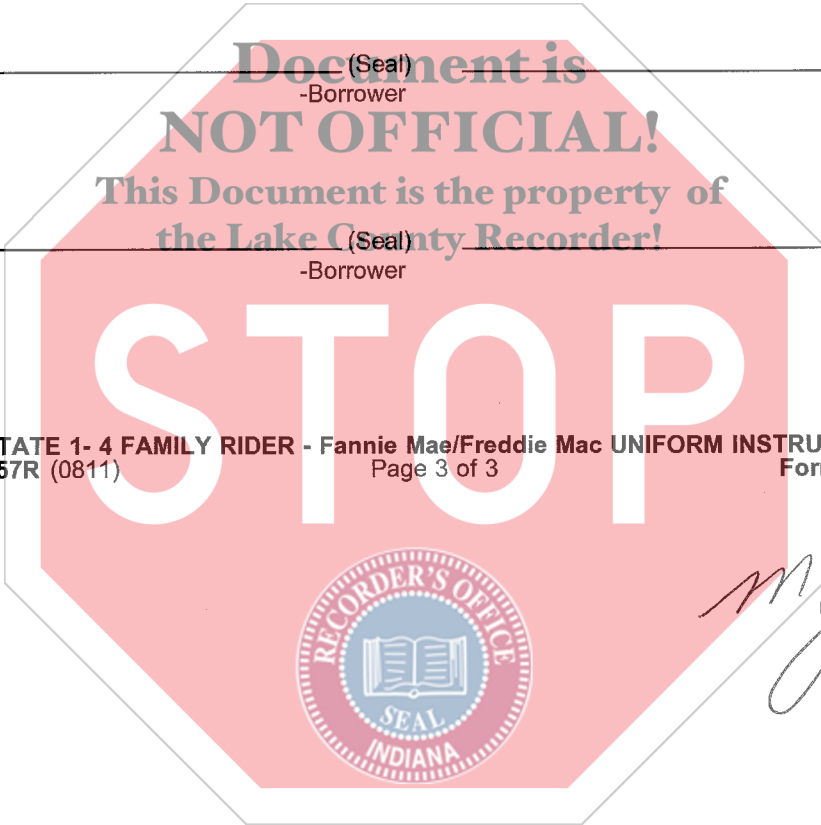 Document is
(Seal)
-Borrower
NOT OFFICIAL!
This Document is the property of
the Lake County Recorder!
(Seal)
-Borrower
STOP
TATE 1- 4 FAMILY RIDER - Fannie Mae/Freddie Mac UNIFORM INSTRU
57R (0811) Page 3 of 3 For
RECORDER'S OFFICE
SEAL
INDIANA